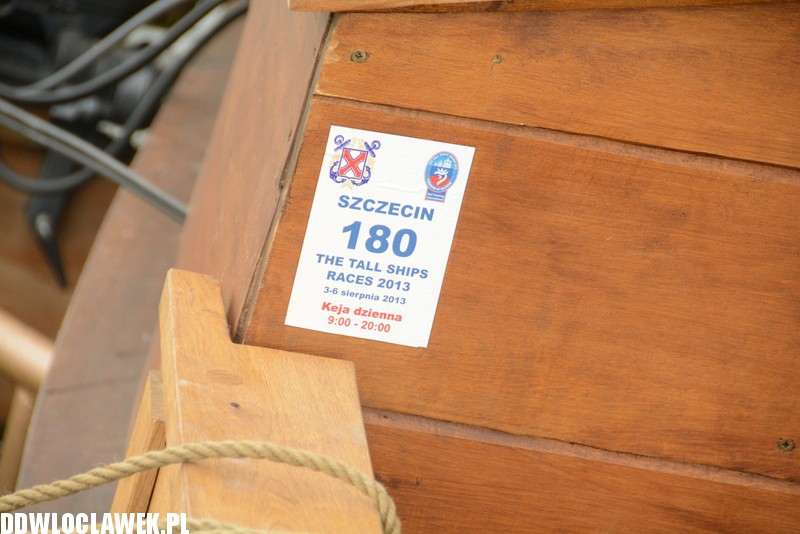 SZCZECIN
180
THE TALL SHIPS
RACES 2013
3-6 sierpnia 2013
Keja dzienna
9:00 - 20:00
DDWLOCLAWEK.PL